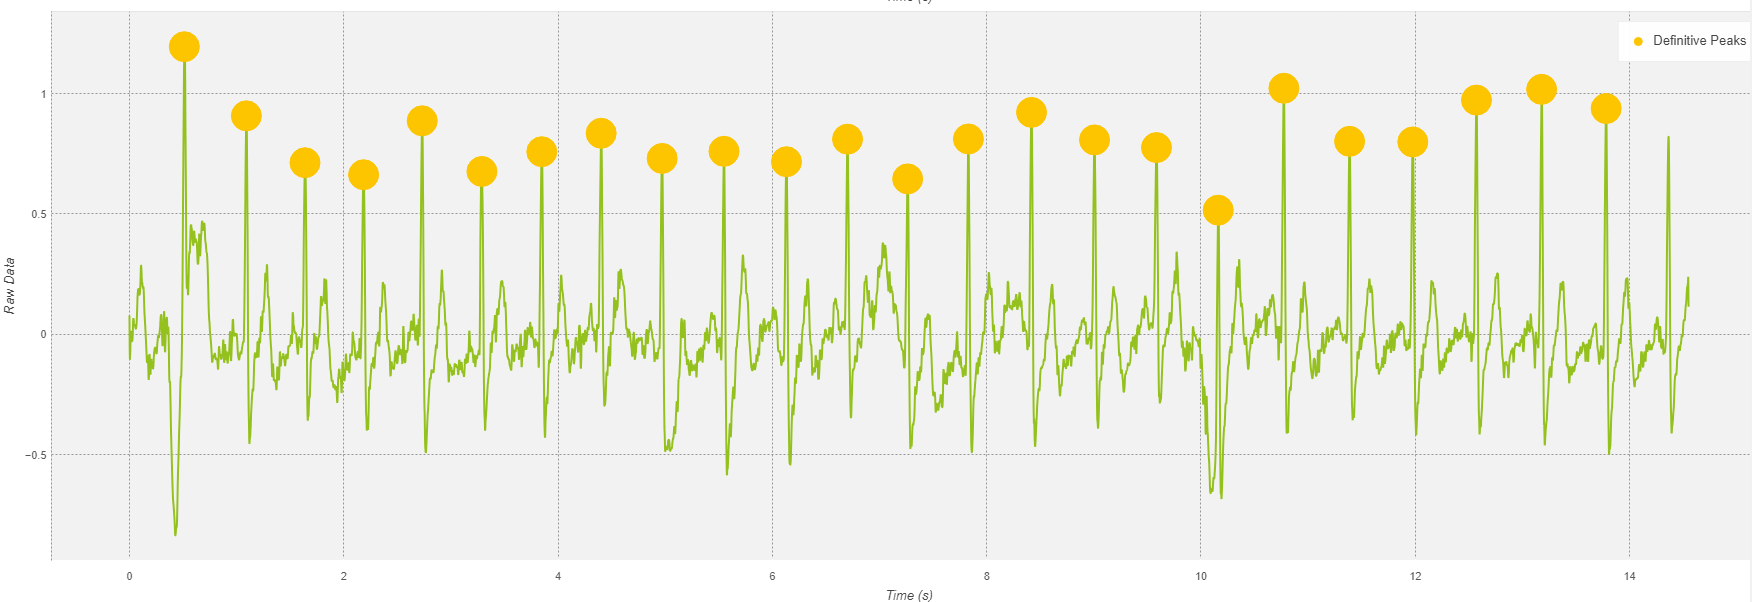 Time (s)
Definitive Peaks
1
0.5
0
−0.5
Raw Data
0 2 4 6 8 10 12 14
Time (s)